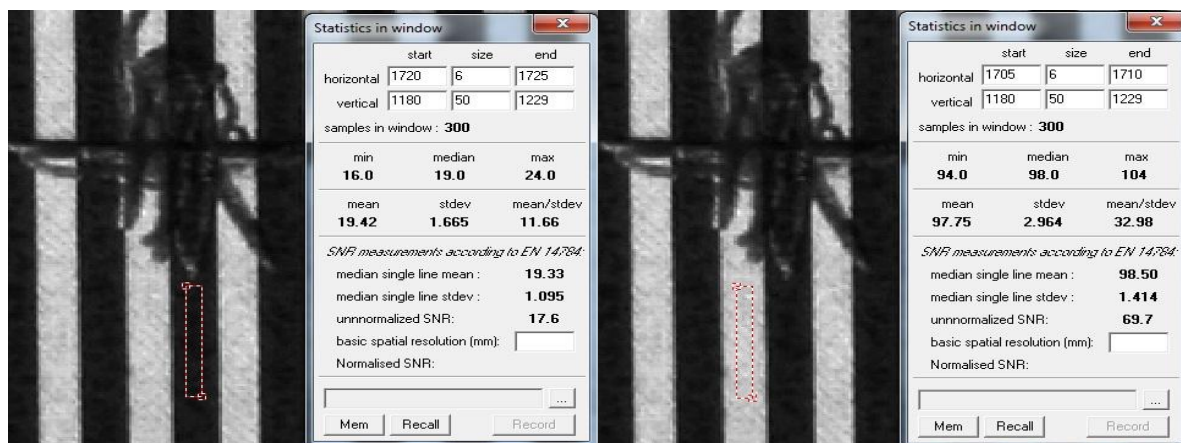 Statistics in window
start size end
horizontal 1720 6 1725
vertical 1180 50 1229
samples in window : 300
min median max
16.0 19.0 24.0
mean stdev mean/stdev
19.42 1.665 11.66
SNR measurements according to EN 14784:
median single line mean : 19.33
median single line stdev : 1.095
unnnormalized SNR: 17.6
basic spatial resolution (mm):
Normalised SNR:
...
Mem Recall Record
Statistics in window
start size end
horizontal 1705 6 1710
vertical 1180 50 1229
samples in window : 300
min median max
94.0 98.0 104
mean stdev mean/stdev
97.75 2.964 32.98
SNR measurements according to EN 14784:
median single line mean : 98.50
median single line stdev : 1.414
unnnormalized SNR: 69.7
basic spatial resolution (mm):
Normalised SNR:
...
Mem Recall Record